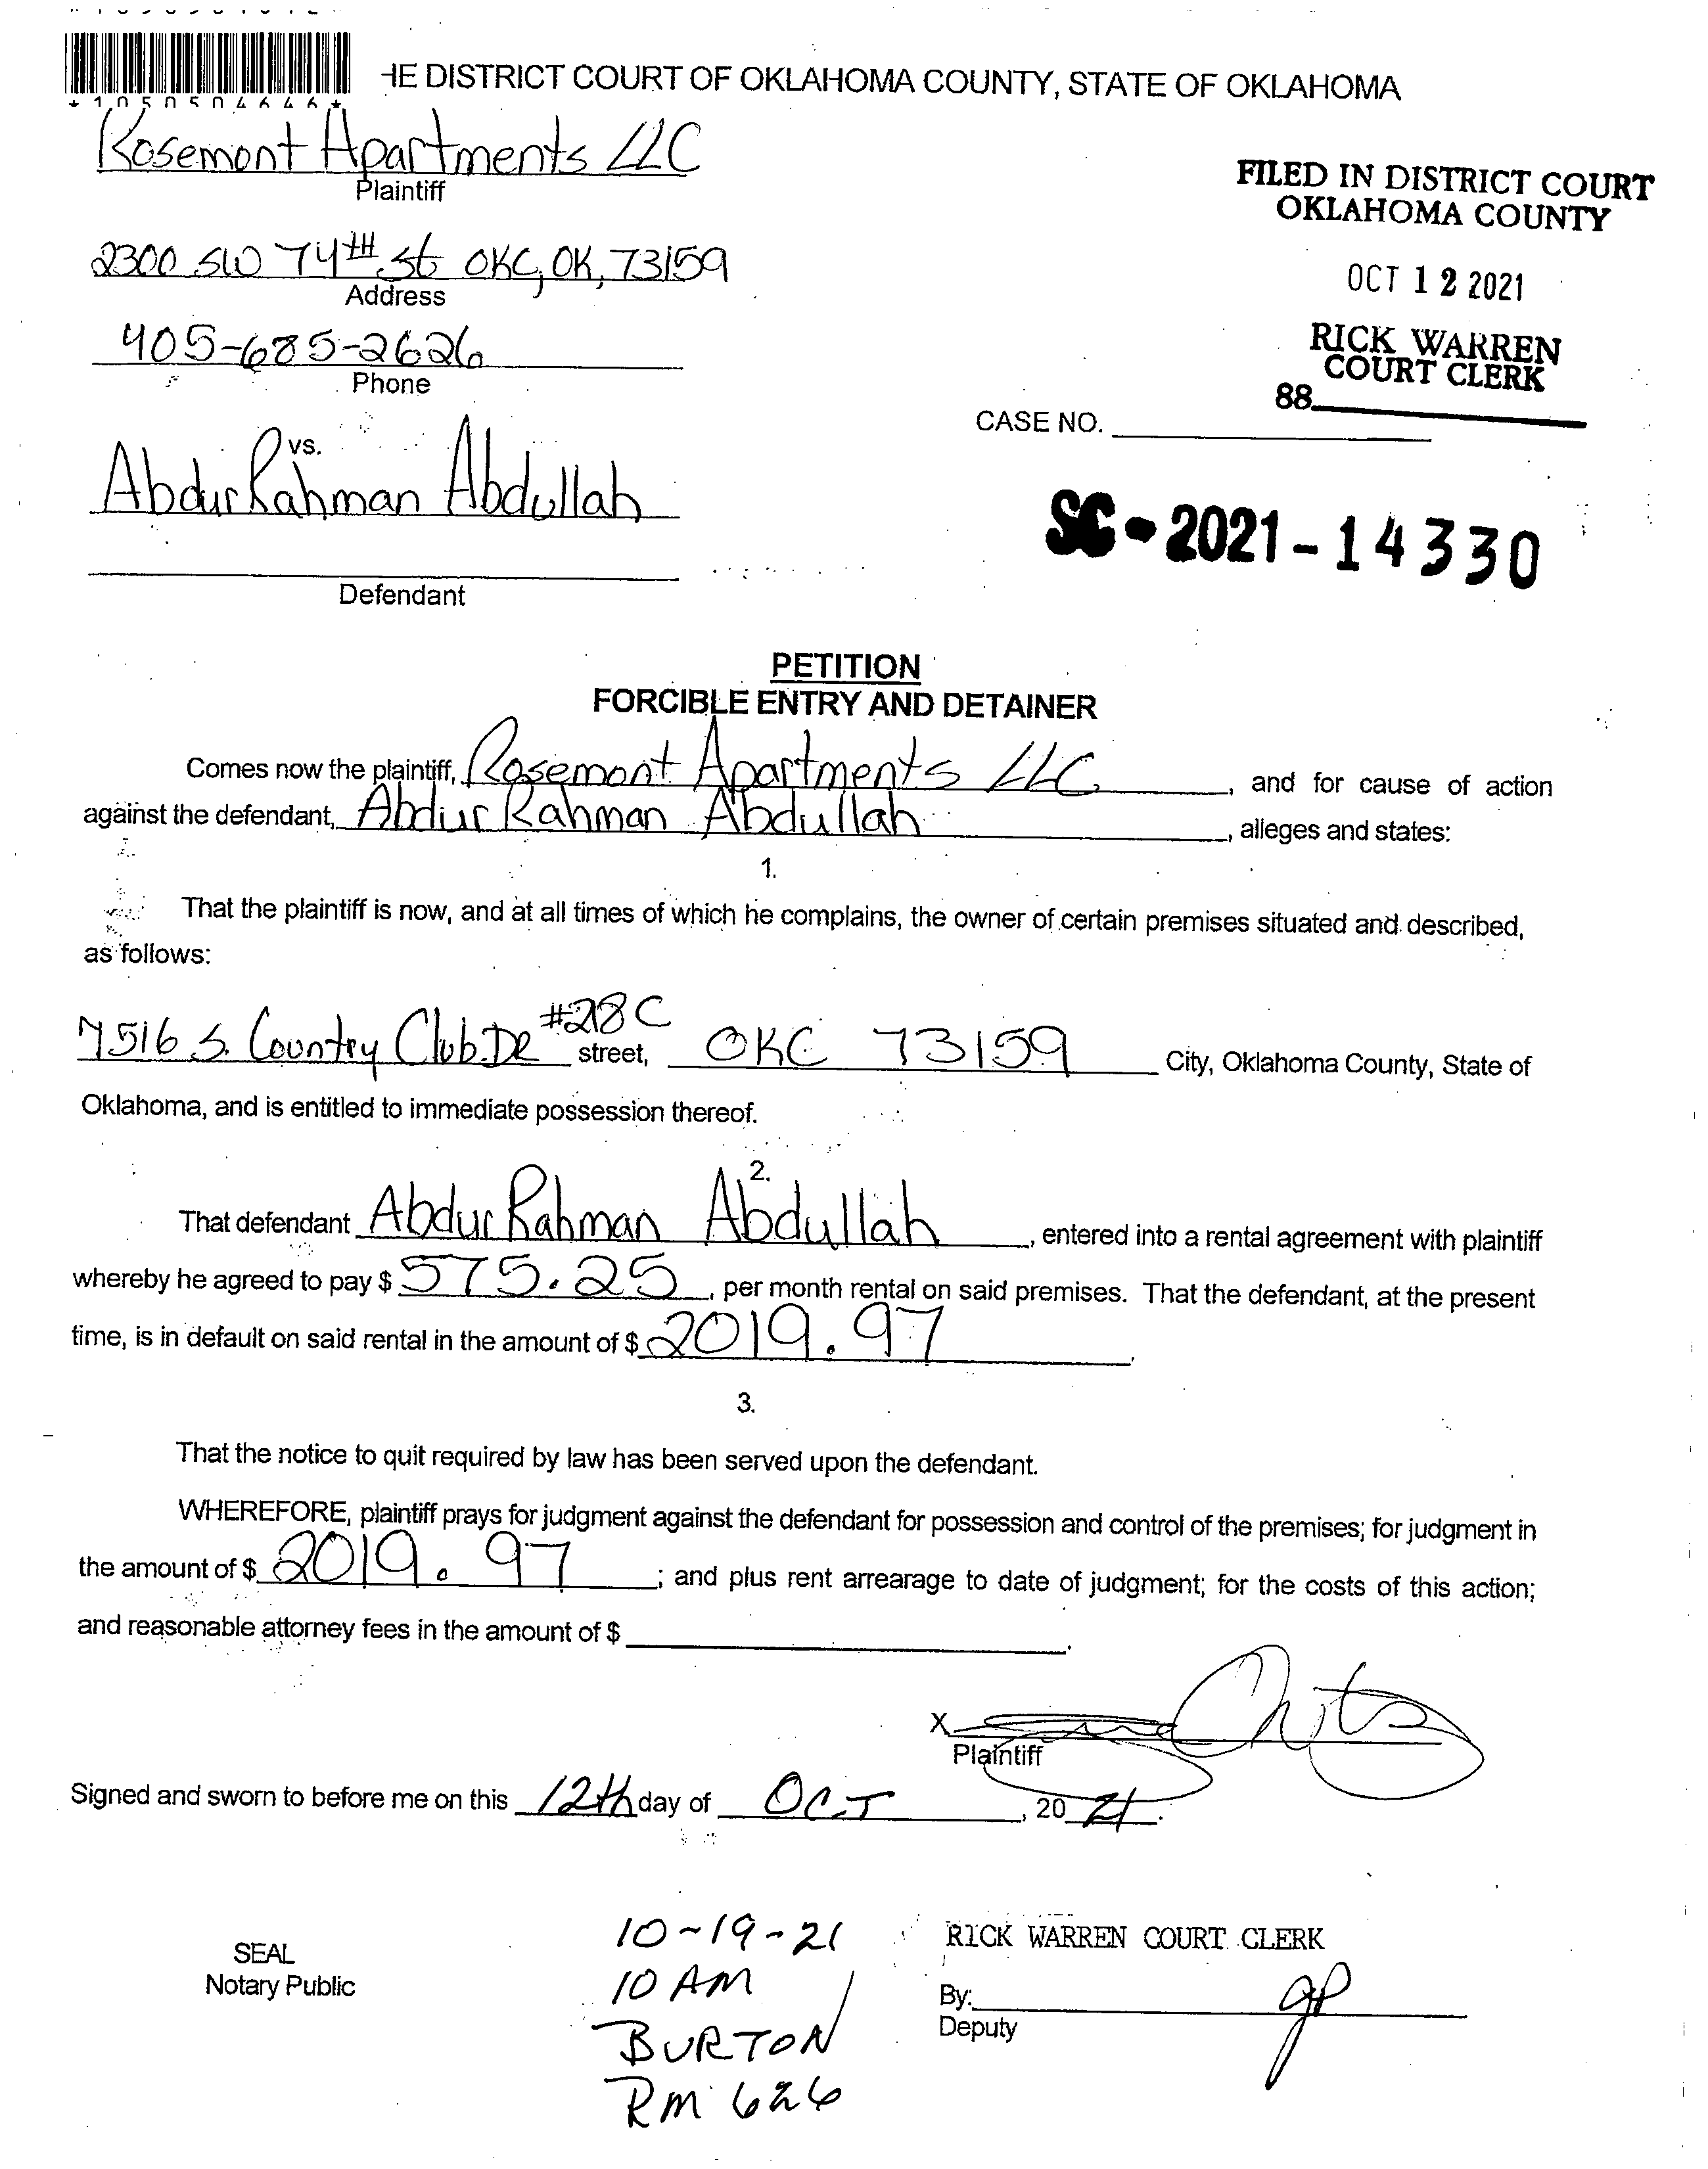 *1050504646*
HE DISTRICT COURT OF OKLAHOMA COUNTY, STATE OF OKLAHOMA
Rosemont Apartments LLC
Plaintiff
FILED IN DISTRICT COURT
OKLAHOMA COUNTY
2300 SW 74TH St OKC, OK, 73159
Address
OCT 12 2021
405-685-2626
Phone
RICK WARREN
COURT CLERK
88
CASE NO.
vs.
Abdur Rahman Abdullah
SC-2021-14330
Defendant
PETITION
FORCIBLE ENTRY AND DETAINER
Comes now the plaintiff, Rosemont Apartments LLC, and for cause of action
against the defendant, Abdur Rahman Abdullah, alleges and states:
1.
That the plaintiff is now, and at all times of which he complains, the owner of certain premises situated and described,
as follows:
7516 S. Country Club DR #28C street, OKC 73159 City, Oklahoma County, State of
Oklahoma, and is entitled to immediate possession thereof.
2.
That defendant Abdur Rahman Abdullah, entered into a rental agreement with plaintiff
whereby he agreed to pay $ 575.25, per month rental on said premises. That the defendant, at the present
time, is in default on said rental in the amount of $ 2019.97.
3.
That the notice to quit required by law has been served upon the defendant.
WHEREFORE, plaintiff prays for judgment against the defendant for possession and control of the premises; for judgment in
the amount of $ 2019.97; and plus rent arrearage to date of judgment; for the costs of this action;
and reasonable attorney fees in the amount of $ .
X
Plaintiff
Signed and sworn to before me on this 12th day of OCT, 20 21.
SEAL
Notary Public
10-19-21
10 AM
BURTON
RM 626
RICK WARREN COURT CLERK
By: gp
Deputy